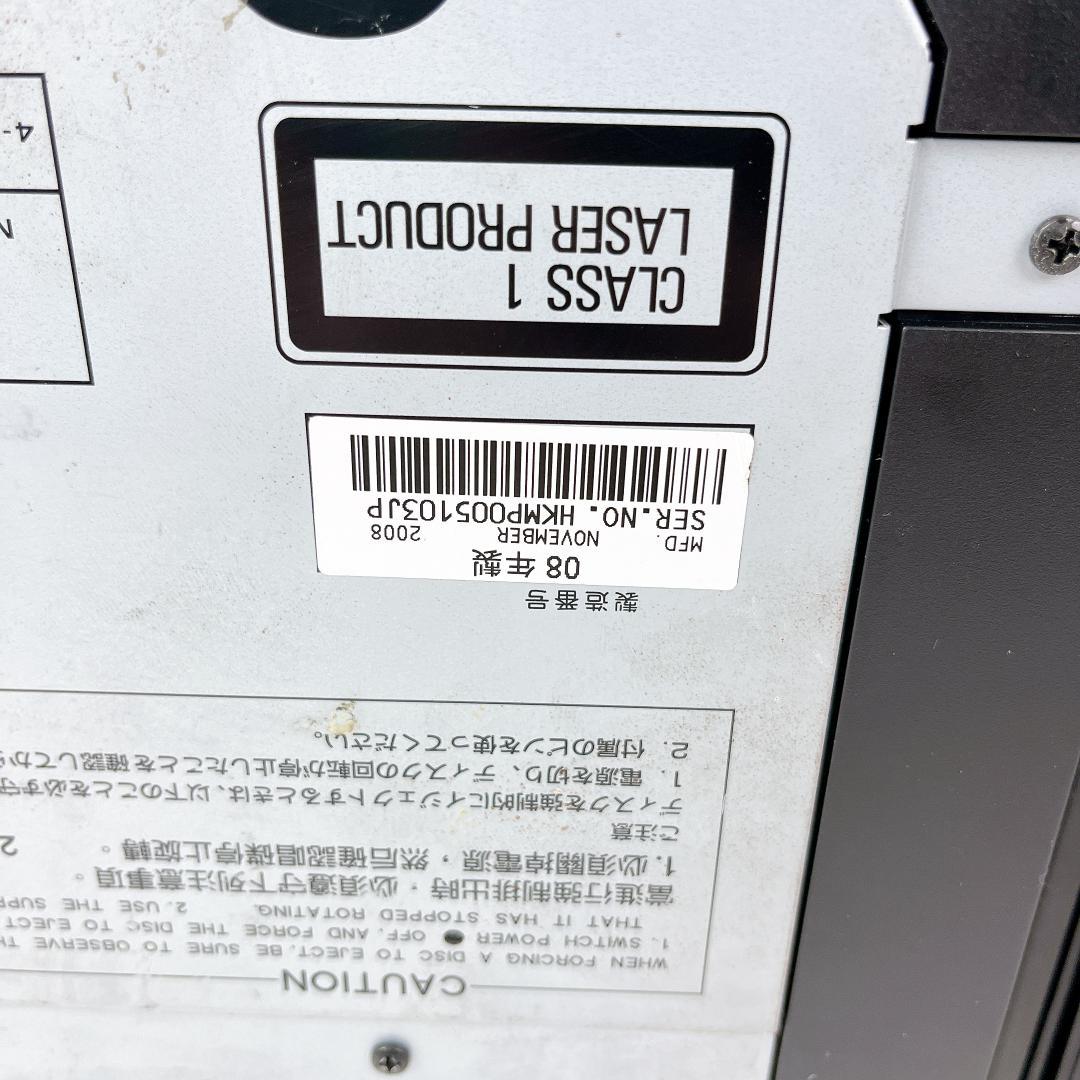 CAUTION
WHEN FORCING A DISC TO EJECT, BE SURE TO OBSERVE
1. SWITCH POWER ● OFF, AND FORCE THE DISC TO EJECT
THAT IT HAS STOPPED ROTATING. 2. USE THE
當進行強制排出時，必須遵守下列注意事項。
1. 必須關掉電源，然后確認唱碟停止旋轉。 2
ご注意
ディスクを強制的にイジェクトするときは、以下のことを必ず守
1. 電源を切り、ディスクの回転が停止したことを確認してから
2. 付属のピンを使ってください。
製造番号
08年製
MFD. NOVEMBER 2008
SER.NO. HKMP005103JP
CLASS 1
LASER PRODUCT
N
4-